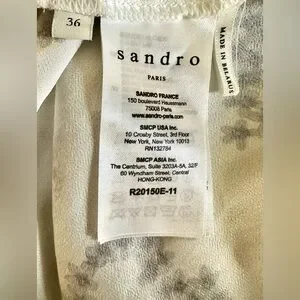 36
sandro
PARIS
MADE IN BELARUS
SANDRO FRANCE
150 boulevard Haussmann
75008 Paris
www.sandro-paris.com
SMCP USA Inc.
10 Crosby Street, 3rd Floor
New York, New York 10013
RN132784
SMCP ASIA Inc.
The Centrium, Suite 3203A-5A, 32/F
60 Wyndham Street, Central
HONG-KONG
R20150E-11